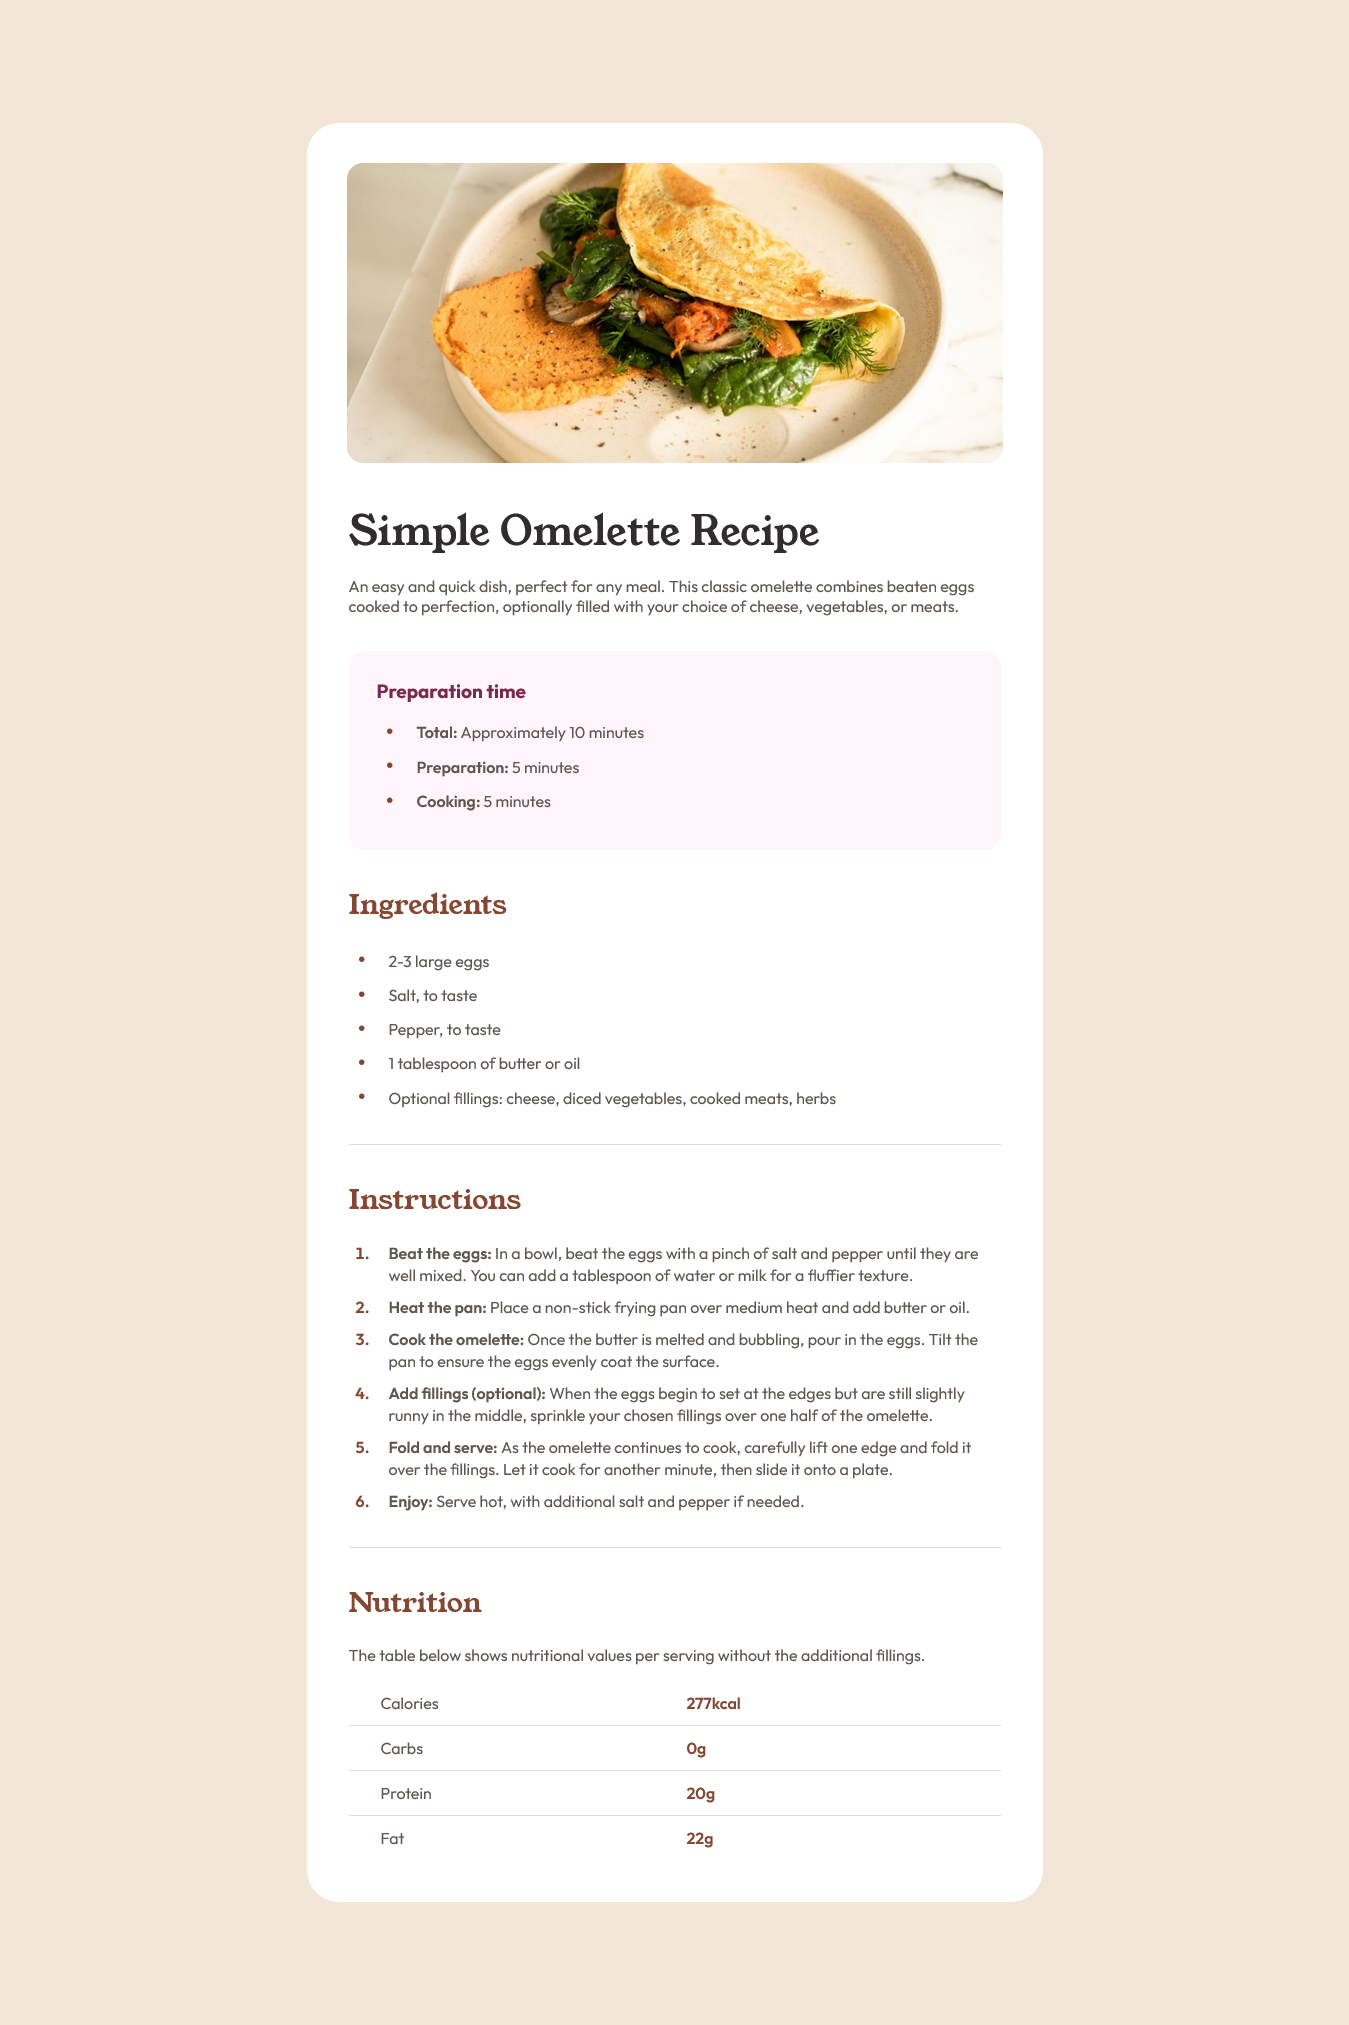 Simple Omelette Recipe
An easy and quick dish, perfect for any meal. This classic omelette combines beaten eggs
cooked to perfection, optionally filled with your choice of cheese, vegetables, or meats.
Preparation time
• Total: Approximately 10 minutes
• Preparation: 5 minutes
• Cooking: 5 minutes
Ingredients
• 2-3 large eggs
• Salt, to taste
• Pepper, to taste
• 1 tablespoon of butter or oil
• Optional fillings: cheese, diced vegetables, cooked meats, herbs
Instructions
1. Beat the eggs: In a bowl, beat the eggs with a pinch of salt and pepper until they are
well mixed. You can add a tablespoon of water or milk for a fluffier texture.
2. Heat the pan: Place a non-stick frying pan over medium heat and add butter or oil.
3. Cook the omelette: Once the butter is melted and bubbling, pour in the eggs. Tilt the
pan to ensure the eggs evenly coat the surface.
4. Add fillings (optional): When the eggs begin to set at the edges but are still slightly
runny in the middle, sprinkle your chosen fillings over one half of the omelette.
5. Fold and serve: As the omelette continues to cook, carefully lift one edge and fold it
over the fillings. Let it cook for another minute, then slide it onto a plate.
6. Enjoy: Serve hot, with additional salt and pepper if needed.
Nutrition
The table below shows nutritional values per serving without the additional fillings.
Calories 277kcal
Carbs 0g
Protein 20g
Fat 22g